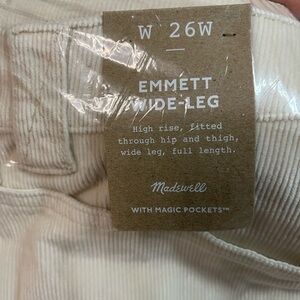 W 26W
EMMETT
WIDE-LEG
High rise, fitted
through hip and thigh,
wide leg, full length.
Madewell
WITH MAGIC POCKETS™